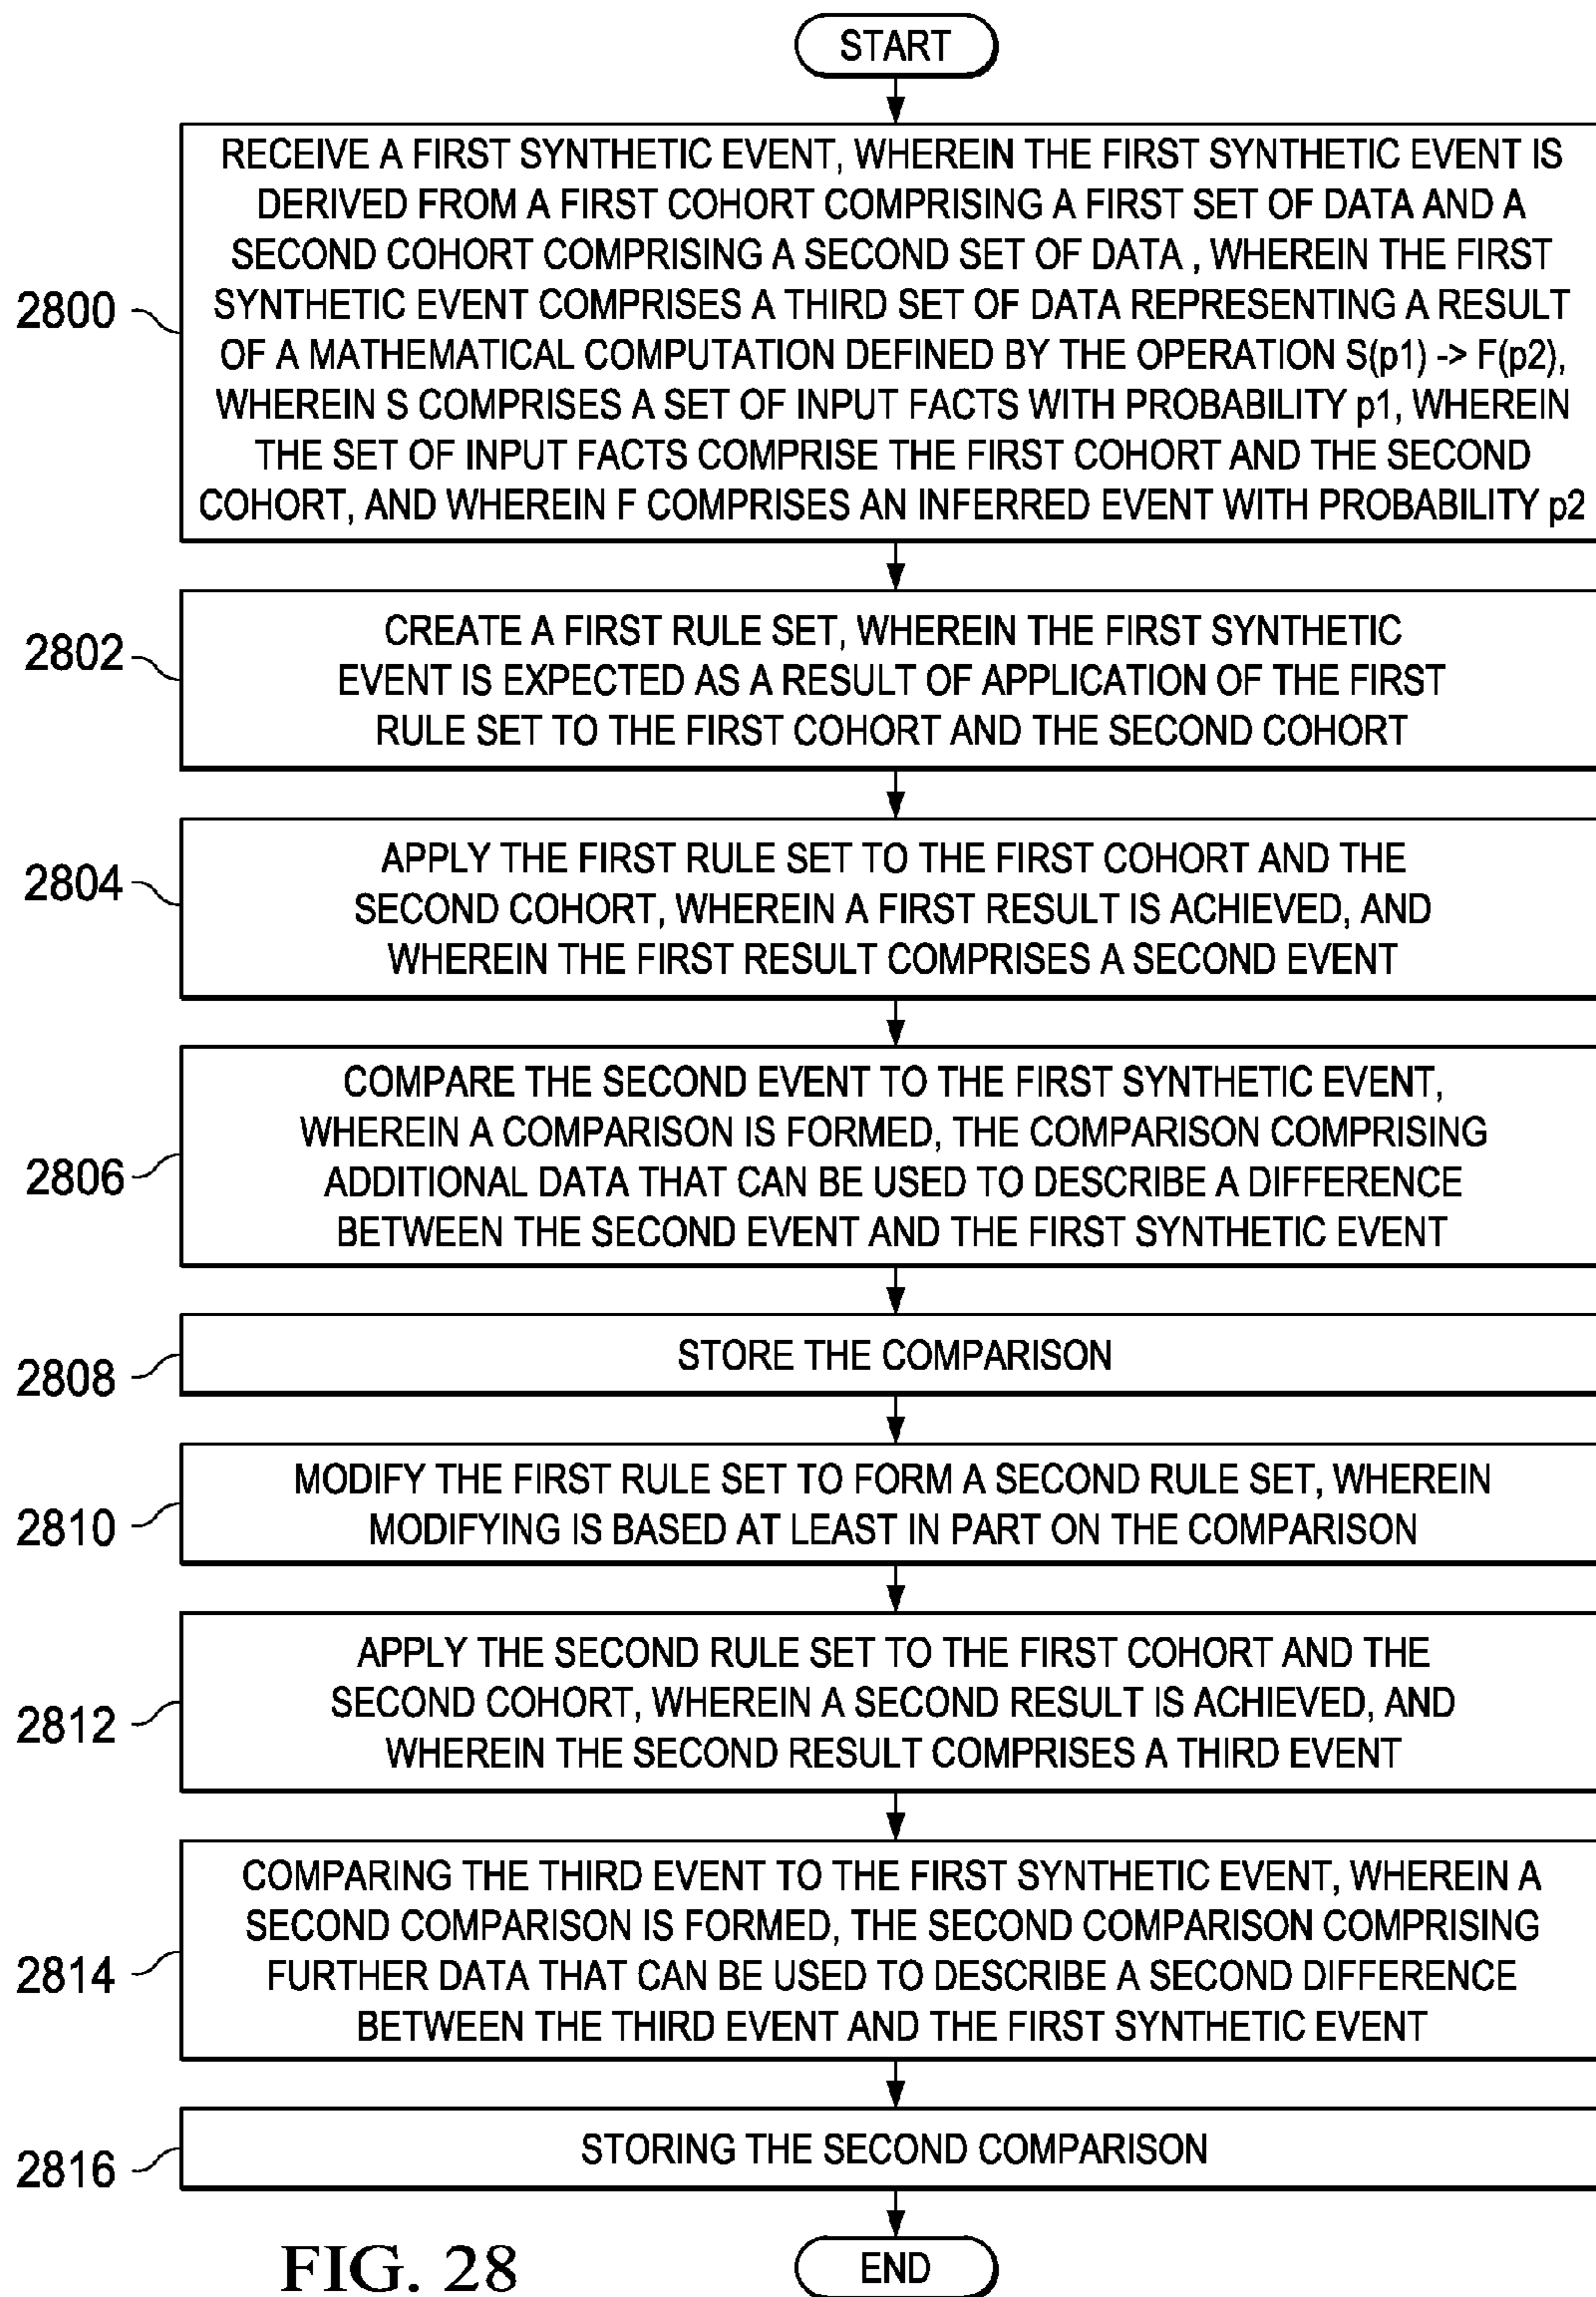 START
RECEIVE A FIRST SYNTHETIC EVENT, WHEREIN THE FIRST SYNTHETIC EVENT IS
DERIVED FROM A FIRST COHORT COMPRISING A FIRST SET OF DATA AND A
SECOND COHORT COMPRISING A SECOND SET OF DATA , WHEREIN THE FIRST
2800
SYNTHETIC EVENT COMPRISES A THIRD SET OF DATA REPRESENTING A RESULT
OF A MATHEMATICAL COMPUTATION DEFINED BY THE OPERATION S(p1) -> F(p2),
WHEREIN S COMPRISES A SET OF INPUT FACTS WITH PROBABILITY p1, WHEREIN
THE SET OF INPUT FACTS COMPRISE THE FIRST COHORT AND THE SECOND
COHORT, AND WHEREIN F COMPRISES AN INFERRED EVENT WITH PROBABILITY p2
2802
CREATE A FIRST RULE SET, WHEREIN THE FIRST SYNTHETIC
EVENT IS EXPECTED AS A RESULT OF APPLICATION OF THE FIRST
RULE SET TO THE FIRST COHORT AND THE SECOND COHORT
2804
APPLY THE FIRST RULE SET TO THE FIRST COHORT AND THE
SECOND COHORT, WHEREIN A FIRST RESULT IS ACHIEVED, AND
WHEREIN THE FIRST RESULT COMPRISES A SECOND EVENT
2806
COMPARE THE SECOND EVENT TO THE FIRST SYNTHETIC EVENT,
WHEREIN A COMPARISON IS FORMED, THE COMPARISON COMPRISING
ADDITIONAL DATA THAT CAN BE USED TO DESCRIBE A DIFFERENCE
BETWEEN THE SECOND EVENT AND THE FIRST SYNTHETIC EVENT
2808
STORE THE COMPARISON
2810
MODIFY THE FIRST RULE SET TO FORM A SECOND RULE SET, WHEREIN
MODIFYING IS BASED AT LEAST IN PART ON THE COMPARISON
2812
APPLY THE SECOND RULE SET TO THE FIRST COHORT AND THE
SECOND COHORT, WHEREIN A SECOND RESULT IS ACHIEVED, AND
WHEREIN THE SECOND RESULT COMPRISES A THIRD EVENT
2814
COMPARING THE THIRD EVENT TO THE FIRST SYNTHETIC EVENT, WHEREIN A
SECOND COMPARISON IS FORMED, THE SECOND COMPARISON COMPRISING
FURTHER DATA THAT CAN BE USED TO DESCRIBE A SECOND DIFFERENCE
BETWEEN THE THIRD EVENT AND THE FIRST SYNTHETIC EVENT
2816
STORING THE SECOND COMPARISON
FIG. 28
END